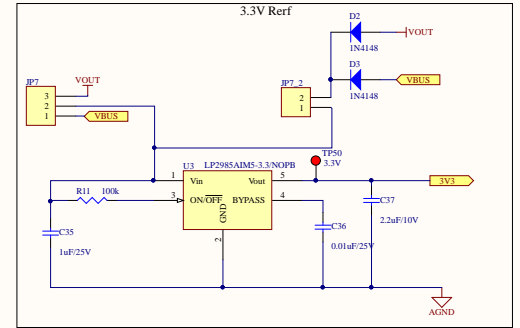 3.3V Rerf
D2
VOUT
1N4148
D3
VBUS
1N4148
JP7
VOUT
3
2
1
VBUS
JP7_2
2
1
TP50
3.3V
U3
LP2985AIM5-3.3/NOPB
1
Vin
Vout
5
3V3
R11
100k
3
ON/OFF
BYPASS
4
GND
2
C35
1uF/25V
C36
0.01uF/25V
C37
2.2uF/10V
AGND